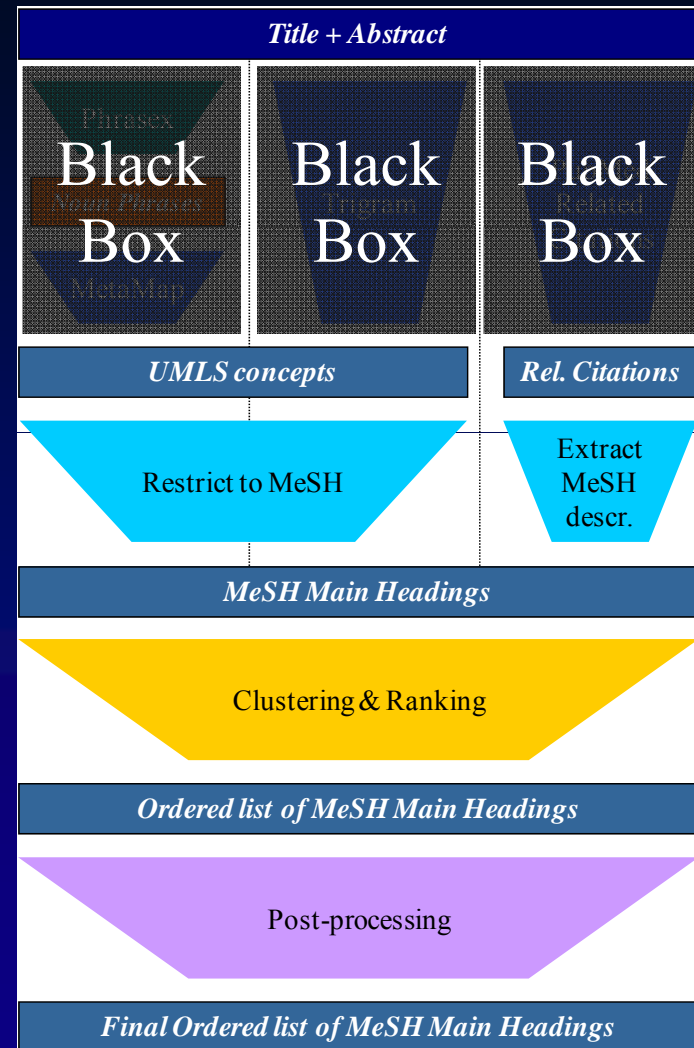 Title + Abstract
Phrasex
Noun Phrases
MetaMap
Black
Box
Trigram
Black
Box
Related
Black
Box
UMLS concepts
Rel. Citations
Restrict to MeSH
Extract
MeSH
descr.
MeSH Main Headings
Clustering & Ranking
Ordered list of MeSH Main Headings
Post-processing
Final Ordered list of MeSH Main Headings